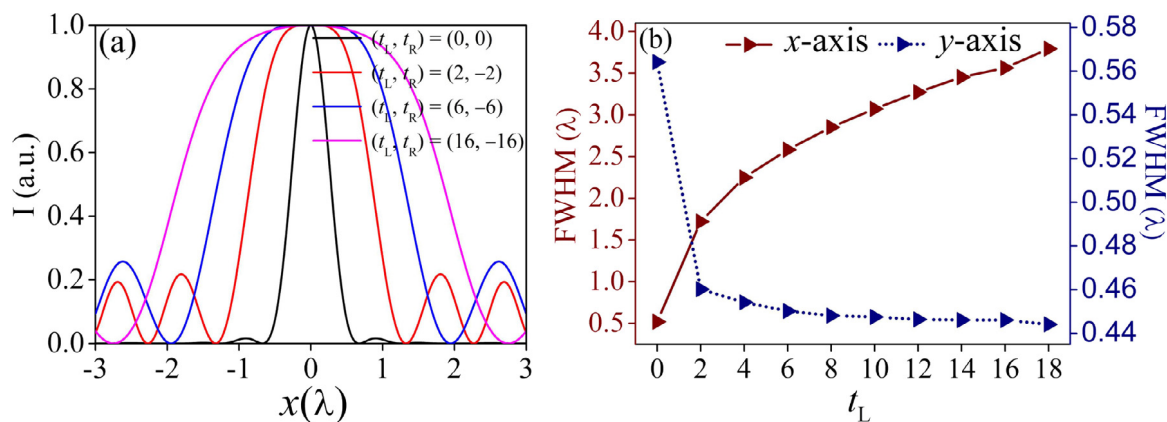 (a)
I (a.u.)
1.0
0.8
0.6
0.4
0.2
0.0
(tL, tR) = (0, 0)
(tL, tR) = (2, −2)
(tL, tR) = (6, −6)
(tL, tR) = (16, −16)
-3 -2 -1 0 1 2 3
x(λ)
(b)
x-axis y-axis
FWHM (λ)
4.0
3.5
3.0
2.5
2.0
1.5
1.0
0.5
0.58
0.56
0.54
0.52
0.50
0.48
0.46
0.44
FWHM (λ)
0 2 4 6 8 10 12 14 16 18
tL